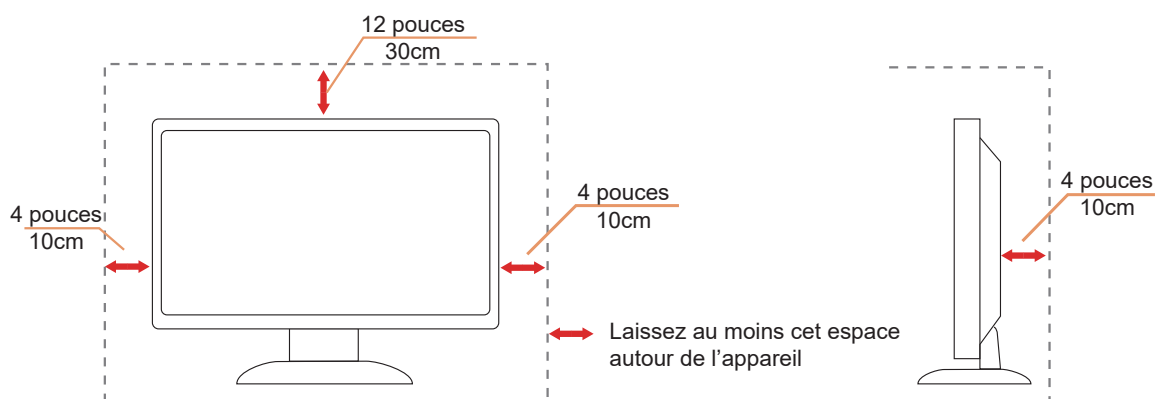 12 pouces
30cm
4 pouces
10cm
4 pouces
10cm
4 pouces
10cm
Laissez au moins cet espace
autour de l’appareil